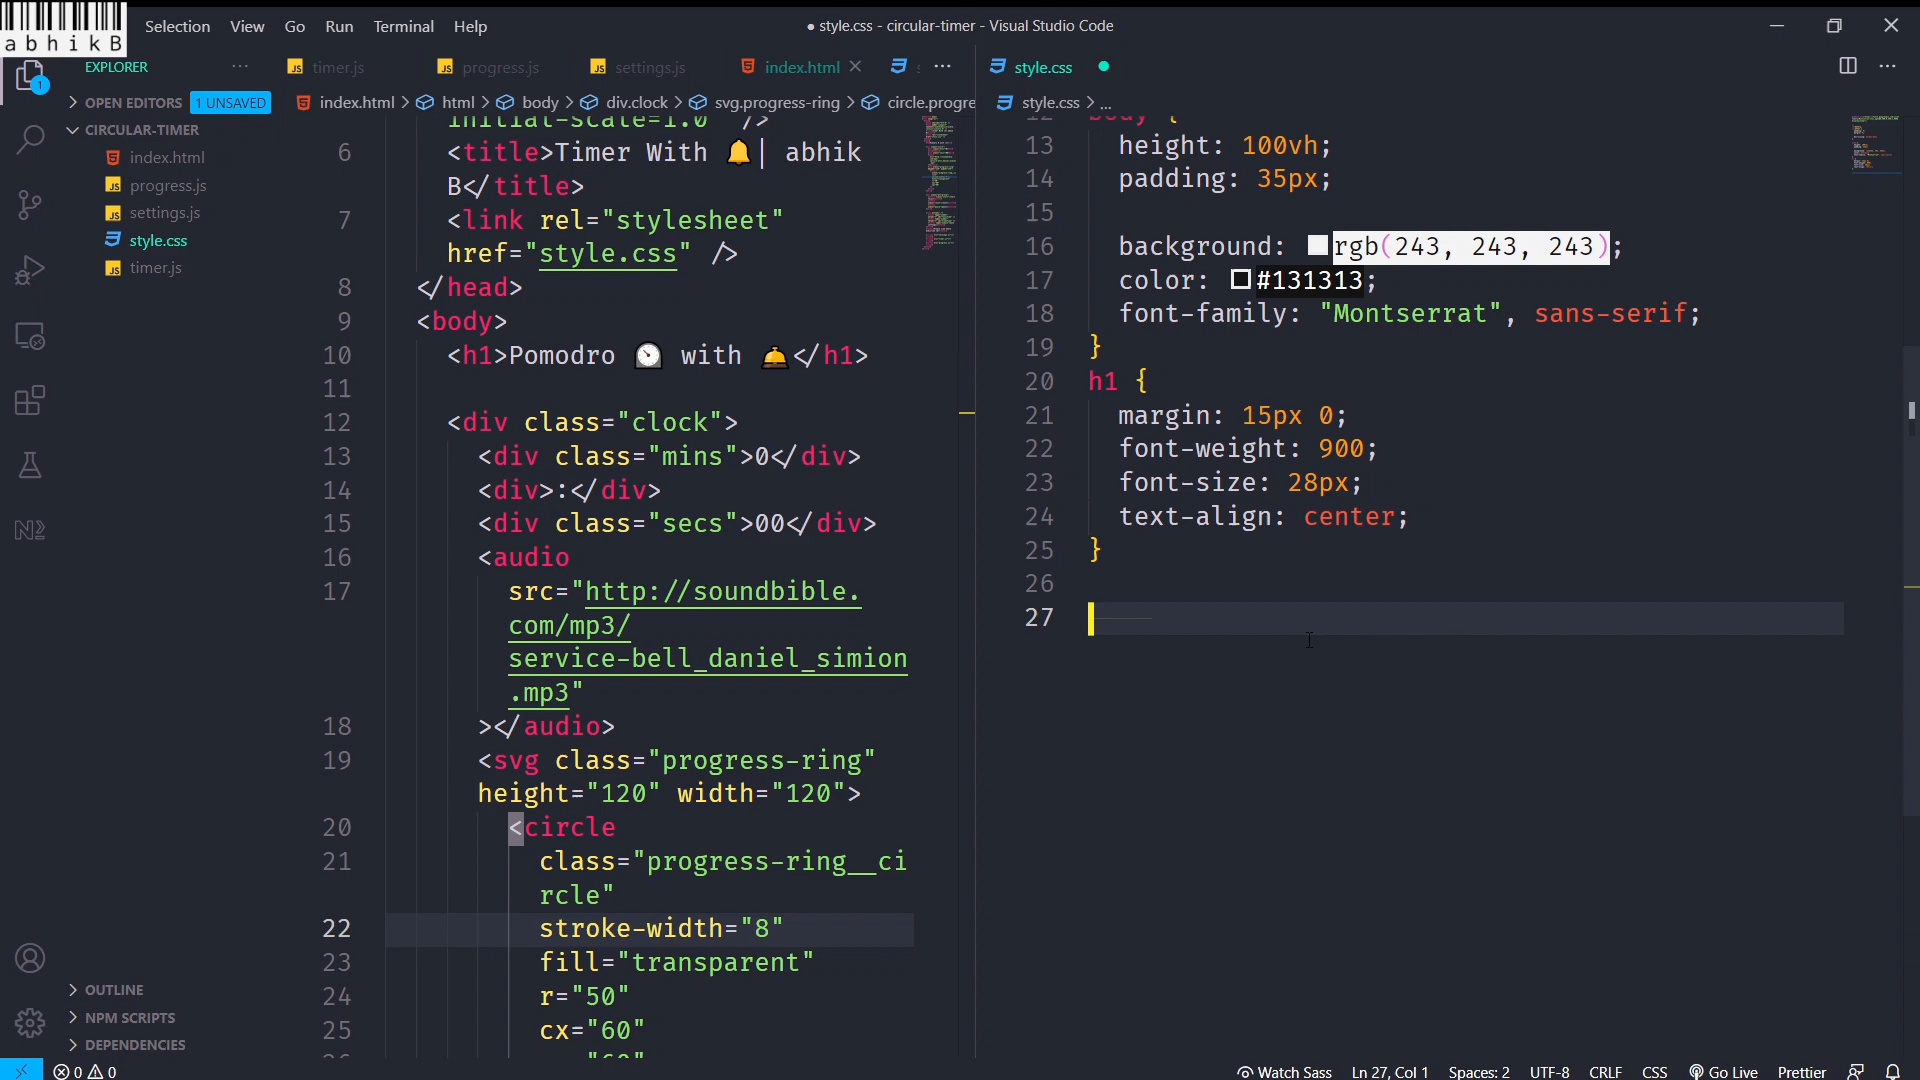 abhikB
Selection View Go Run Terminal Help
● style.css - circular-timer - Visual Studio Code
EXPLORER
OPEN EDITORS 1 UNSAVED
CIRCULAR-TIMER
index.html
progress.js
settings.js
style.css
timer.js
OUTLINE
NPM SCRIPTS
DEPENDENCIES
timer.js progress.js settings.js index.html
index.html > html > body > div.clock > svg.progress-ring > circle.progre
initial-scale=1.0" />
6 <title>Timer With 🔔| abhik
B</title>
7 <link rel="stylesheet"
href="style.css" />
8 </head>
9 <body>
10 <h1>Pomodro ⏲ with 🛎</h1>
11
12 <div class="clock">
13 <div class="mins">0</div>
14 <div>:</div>
15 <div class="secs">00</div>
16 <audio
17 src="http://soundbible.
com/mp3/
service-bell_daniel_simion
.mp3"
18 ></audio>
19 <svg class="progress-ring"
height="120" width="120">
20 <circle
21 class="progress-ring__ci
rcle"
22 stroke-width="8"
23 fill="transparent"
24 r="50"
25 cx="60"
style.css
style.css > ...
12 body {
13 height: 100vh;
14 padding: 35px;
15
16 background: rgb(243, 243, 243);
17 color: #131313;
18 font-family: "Montserrat", sans-serif;
19 }
20 h1 {
21 margin: 15px 0;
22 font-weight: 900;
23 font-size: 28px;
24 text-align: center;
25 }
26
27
0 0
Watch Sass Ln 27, Col 1 Spaces: 2 UTF-8 CRLF CSS Go Live Prettier